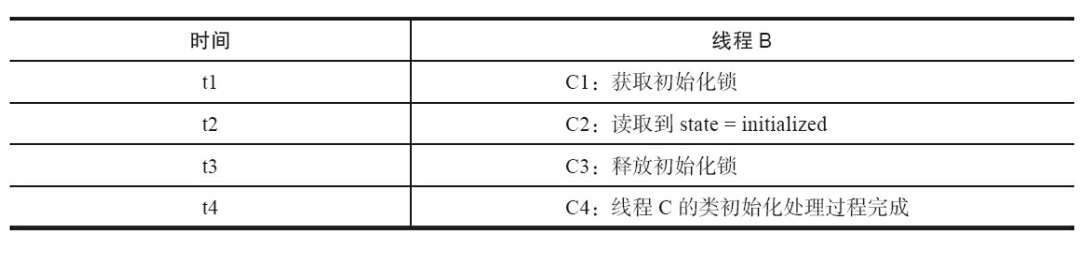 时间 线程 B
t1 C1：获取初始化锁
t2 C2：读取到 state = initialized
t3 C3：释放初始化锁
t4 C4：线程 C 的类初始化处理过程完成